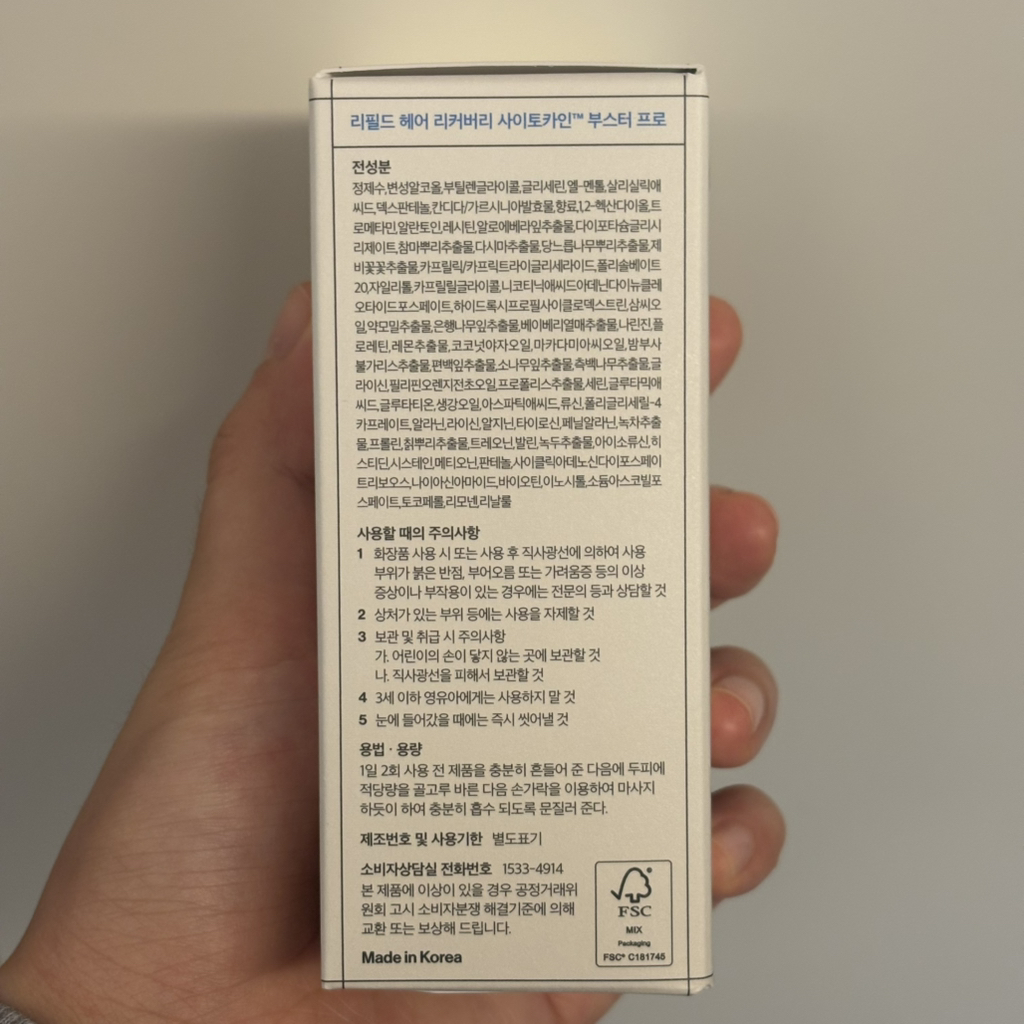 리필드 헤어 리커버리 사이토카인™ 부스터 프로
전성분
정제수,변성알코올,부틸렌글라이콜,글리세린,엘-멘톨,살리실릭애
씨드,덱스판테놀,칸디다/가르시니아발효물,향료,1,2-헥산다이올,트
로메타민,알란토인,레시틴,알로에베라잎추출물,다이포타슘글리시
리제이트,참마뿌리추출물,다시마추출물,당느릅나무뿌리추출물,제
비꽃꽃추출물,카프릴릭/카프릭트라이글리세라이드,폴리솔베이트
20,자일리톨,카프릴릴글라이콜,니코티닉애씨드아데닌다이뉴클레
오타이드포스페이트,하이드록시프로필사이클로덱스트린,삼씨오
일,약모밀추출물,은행나무잎추출물,베이베리열매추출물,나린진,플
로레틴,레몬추출물,코코넛야자오일,마카다미아씨오일,밤부사
불가리스추출물,편백잎추출물,소나무잎추출물,측백나무추출물,글
라이신,필리핀오렌지전초오일,프로폴리스추출물,세린,글루타믹애
씨드,글루타티온,생강오일,아스파틱애씨드,류신,폴리글리세릴-4
카프레이트,알라닌,라이신,알지닌,타이로신,페닐알라닌,녹차추출
물,프롤린,칡뿌리추출물,트레오닌,발린,녹두추출물,아이소류신,히
스티딘,시스테인,메티오닌,판테놀,사이클릭아데노신다이포스페이
트리보오스,나이아신아마이드,바이오틴,이노시톨,소듐아스코빌포
스페이트,토코페롤,리모넨,리날룰
사용할 때의 주의사항
1 화장품 사용 시 또는 사용 후 직사광선에 의하여 사용
부위가 붉은 반점, 부어오름 또는 가려움증 등의 이상
증상이나 부작용이 있는 경우에는 전문의 등과 상담할 것
2 상처가 있는 부위 등에는 사용을 자제할 것
3 보관 및 취급 시 주의사항
가. 어린이의 손이 닿지 않는 곳에 보관할 것
나. 직사광선을 피해서 보관할 것
4 3세 이하 영유아에게는 사용하지 말 것
5 눈에 들어갔을 때에는 즉시 씻어낼 것
용법 · 용량
1일 2회 사용 전 제품을 충분히 흔들어 준 다음에 두피에
적당량을 골고루 바른 다음 손가락을 이용하여 마사지
하듯이 하여 충분히 흡수 되도록 문질러 준다.
제조번호 및 사용기한 별도표기
소비자상담실 전화번호 1533-4914
본 제품에 이상이 있을 경우 공정거래위
원회 고시 소비자분쟁 해결기준에 의해
교환 또는 보상해 드립니다.
Made in Korea
FSC
MIX
Packaging
FSC® C181745